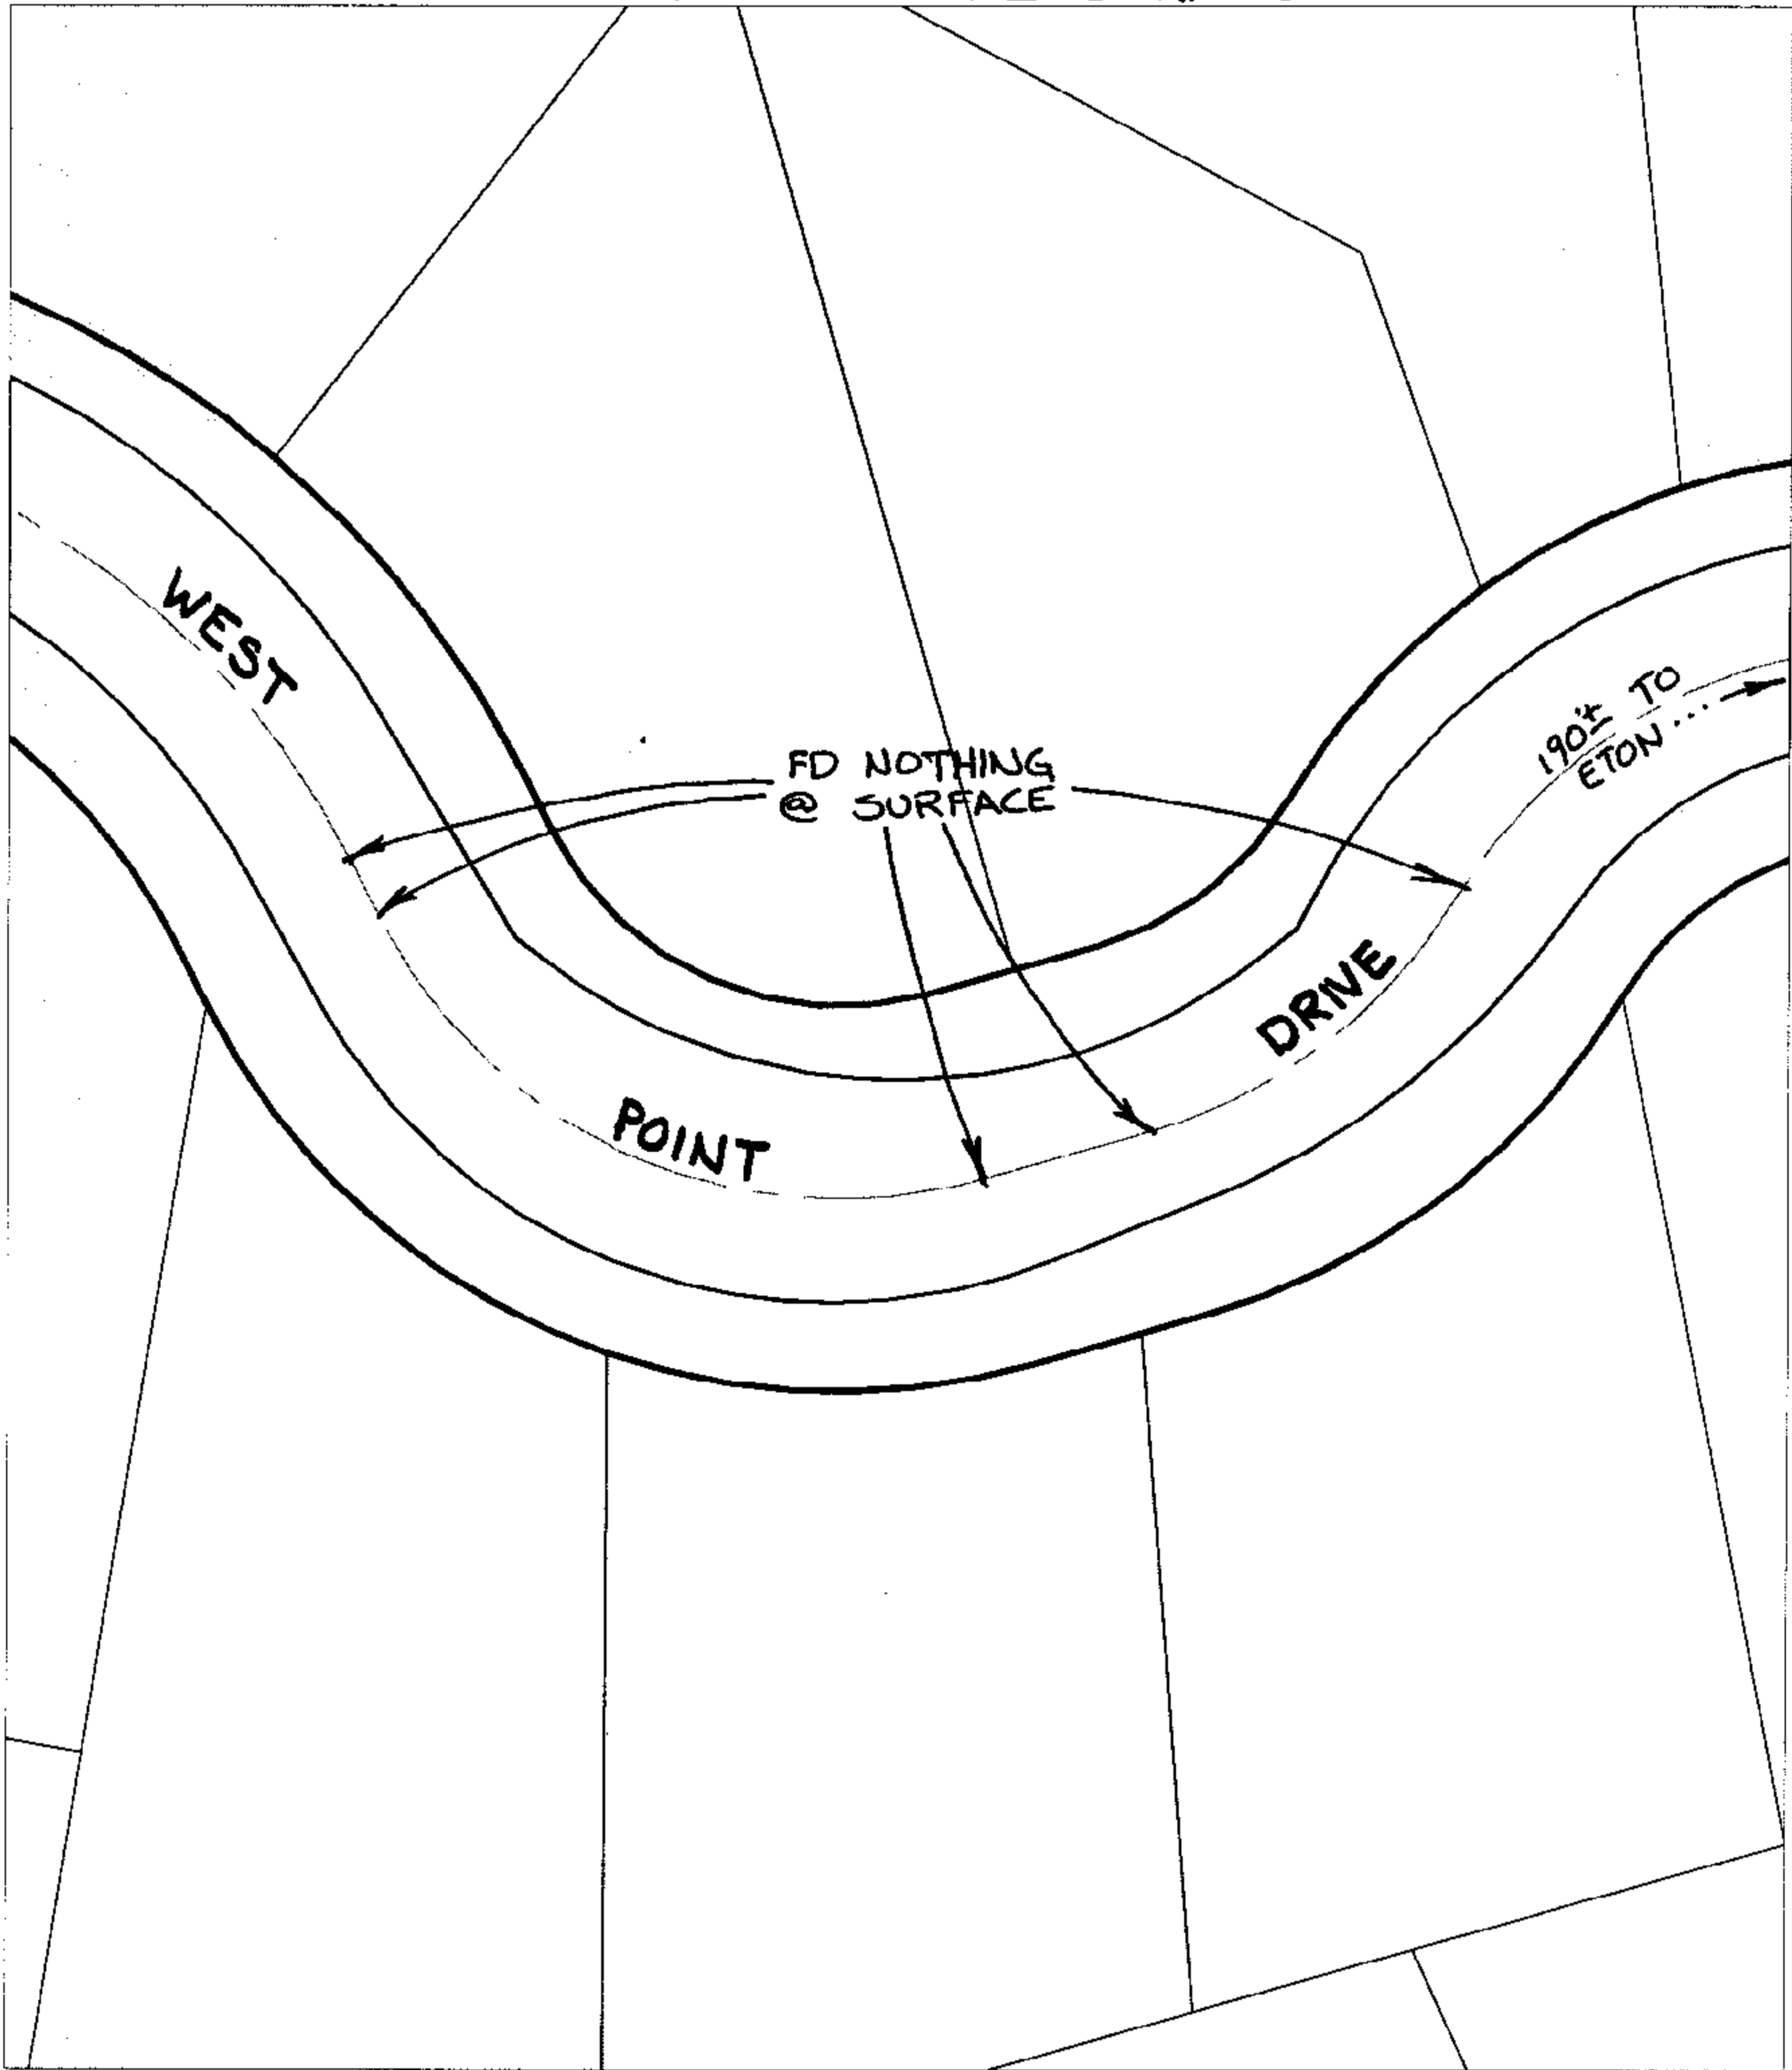 WEST
FD NOTHING
@ SURFACE
190'± TO
ETON...
DRIVE
POINT